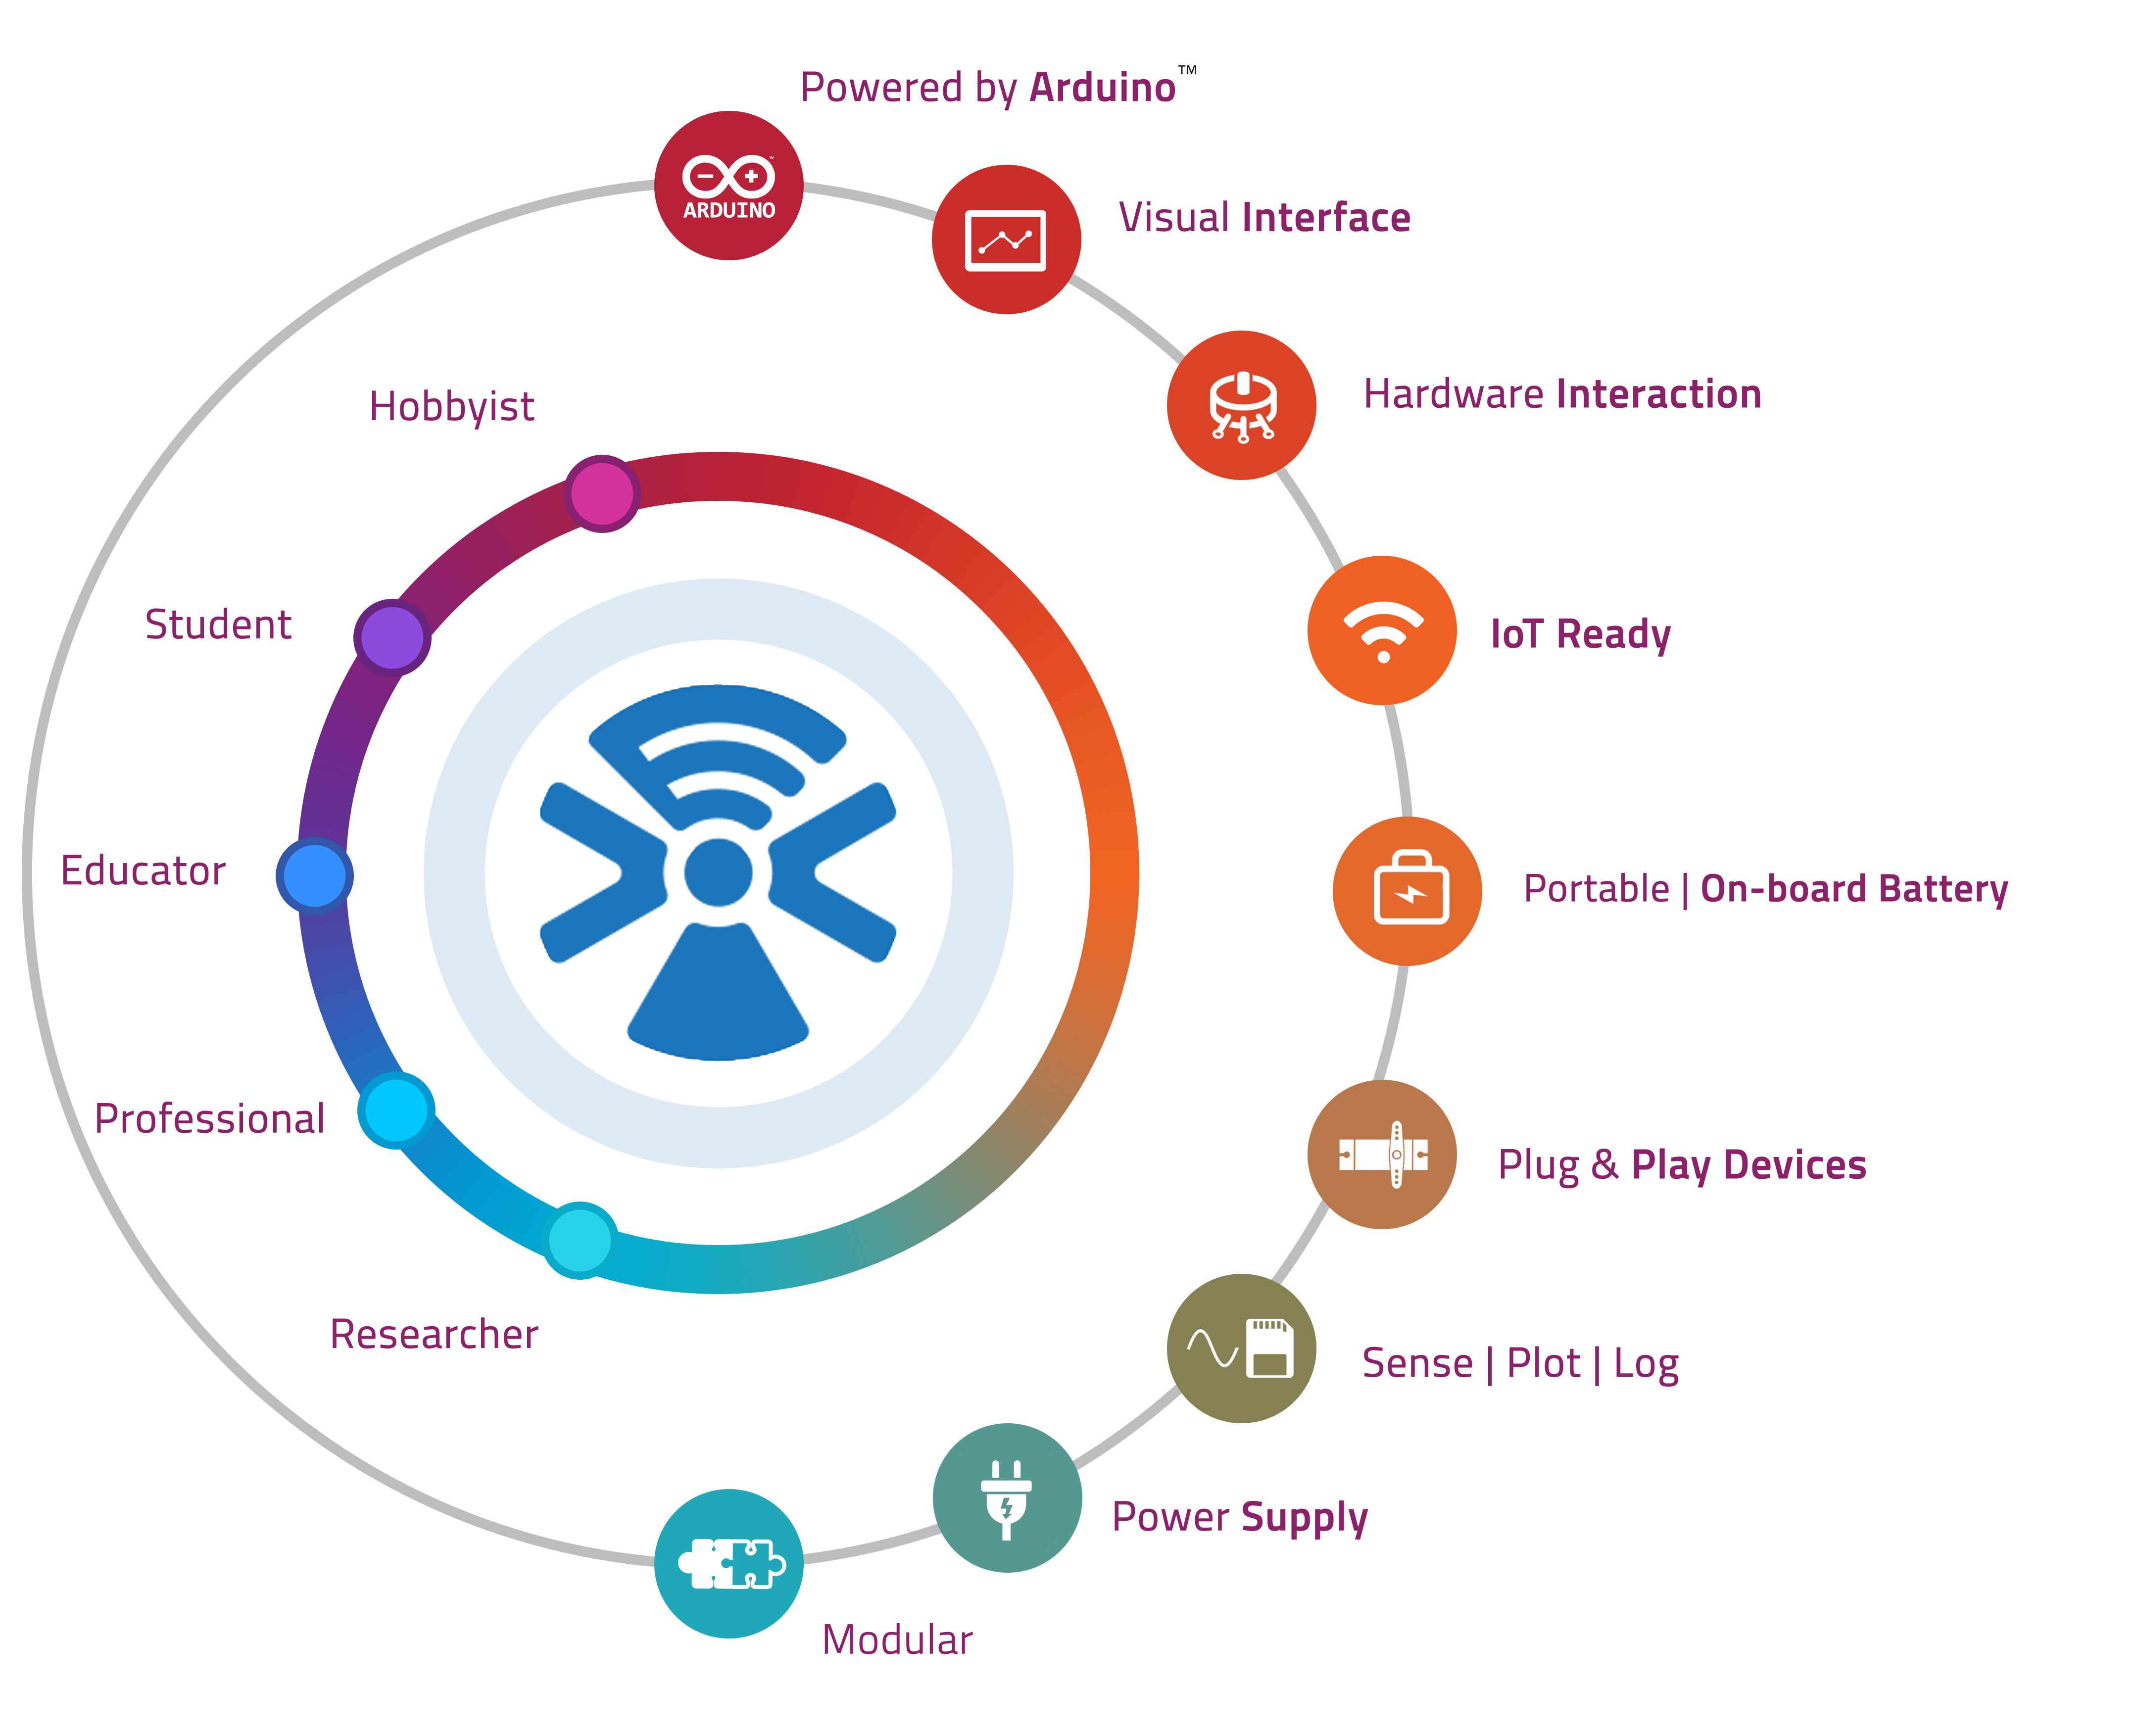 Powered by Arduino™
ARDUINO™
Visual Interface
Hardware Interaction
Hobbyist
Student
IoT Ready
Educator
Portable | On-board Battery
Professional
Plug & Play Devices
Researcher
Sense | Plot | Log
Power Supply
Modular